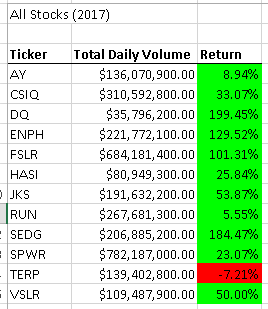 All Stocks (2017)
Ticker Total Daily Volume Return
AY $136,070,900.00 8.94%
CSIQ $310,592,800.00 33.07%
DQ $35,796,200.00 199.45%
ENPH $221,772,100.00 129.52%
FSLR $684,181,400.00 101.31%
HASI $80,949,300.00 25.84%
JKS $191,632,200.00 53.87%
RUN $267,681,300.00 5.55%
SEDG $206,885,200.00 184.47%
SPWR $782,187,000.00 23.07%
TERP $139,402,800.00 -7.21%
VSLR $109,487,900.00 50.00%